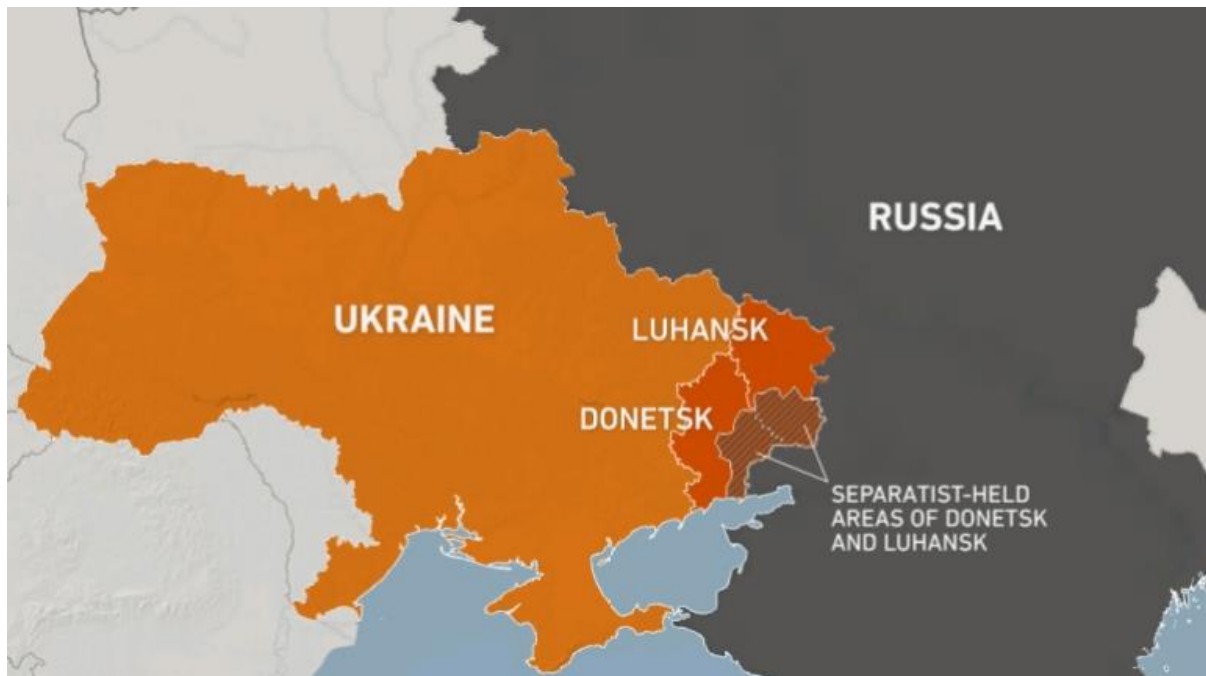 RUSSIA
UKRAINE
LUHANSK
DONETSK
SEPARATIST-HELD
AREAS OF DONETSK
AND LUHANSK